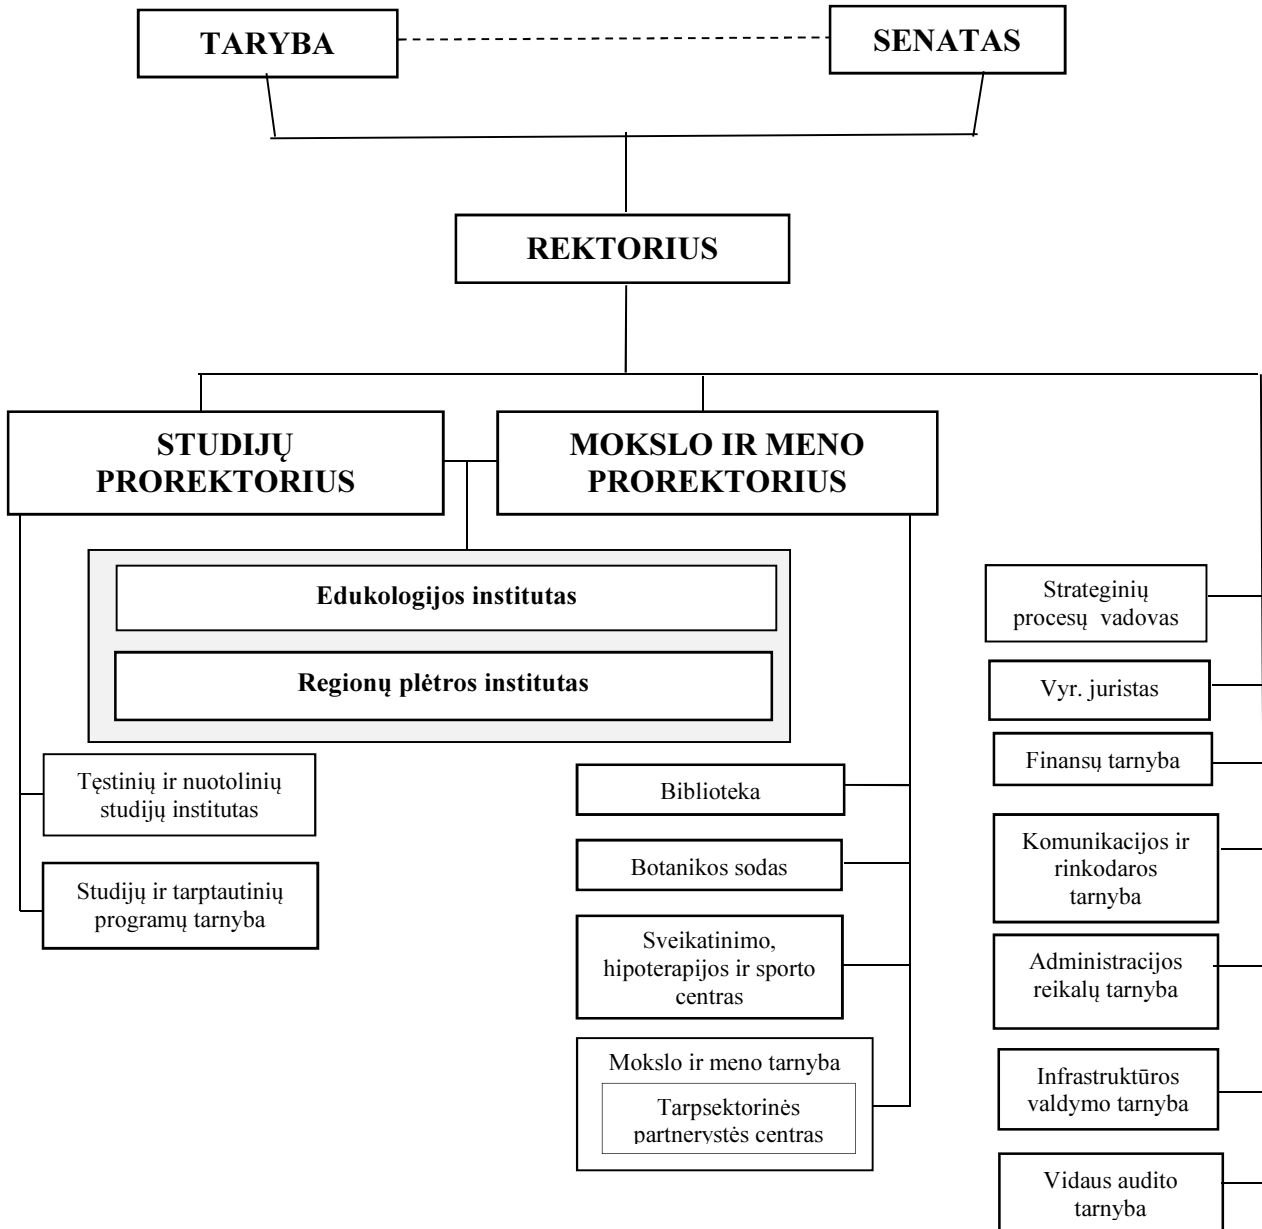 TARYBA
SENATAS
REKTORIUS
STUDIJŲ
PROREKTORIUS
MOKSLO IR MENO
PROREKTORIUS
Edukologijos institutas
Regionų plėtros institutas
Tęstinių ir nuotolinių
studijų institutas
Studijų ir tarptautinių
programų tarnyba
Biblioteka
Botanikos sodas
Sveikatinimo,
hipoterapijos ir sporto
centras
Mokslo ir meno tarnyba
Tarpsektorinės
partnerystės centras
Strateginių
procesų vadovas
Vyr. juristas
Finansų tarnyba
Komunikacijos ir
rinkodaros
tarnyba
Administracijos
reikalų tarnyba
Infrastruktūros
valdymo tarnyba
Vidaus audito
tarnyba